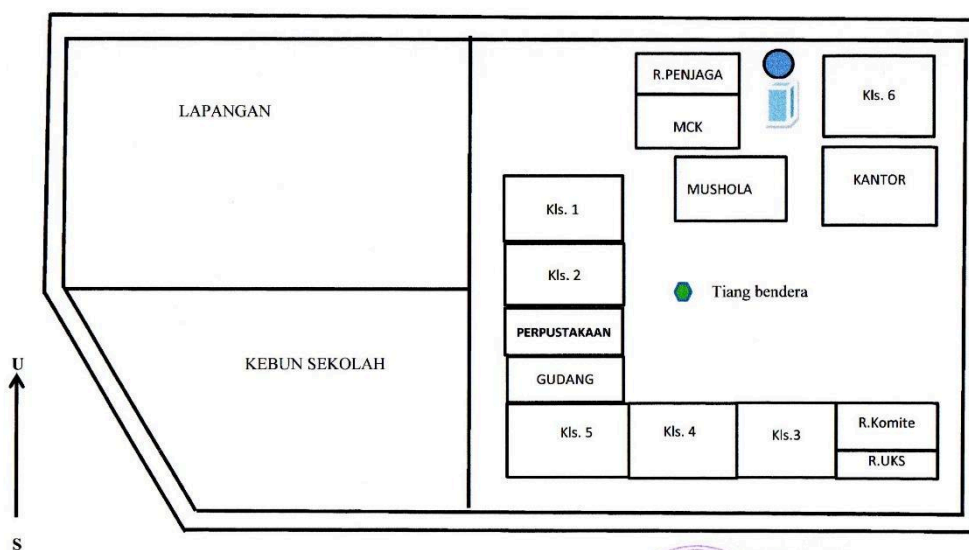 LAPANGAN
R.PENJAGA
MCK
Kls. 6
MUSHOLA
KANTOR
Kls. 1
Kls. 2
Tiang bendera
PERPUSTAKAAN
KEBUN SEKOLAH
GUDANG
Kls. 5
Kls. 4
Kls.3
R.Komite
R.UKS
U
S